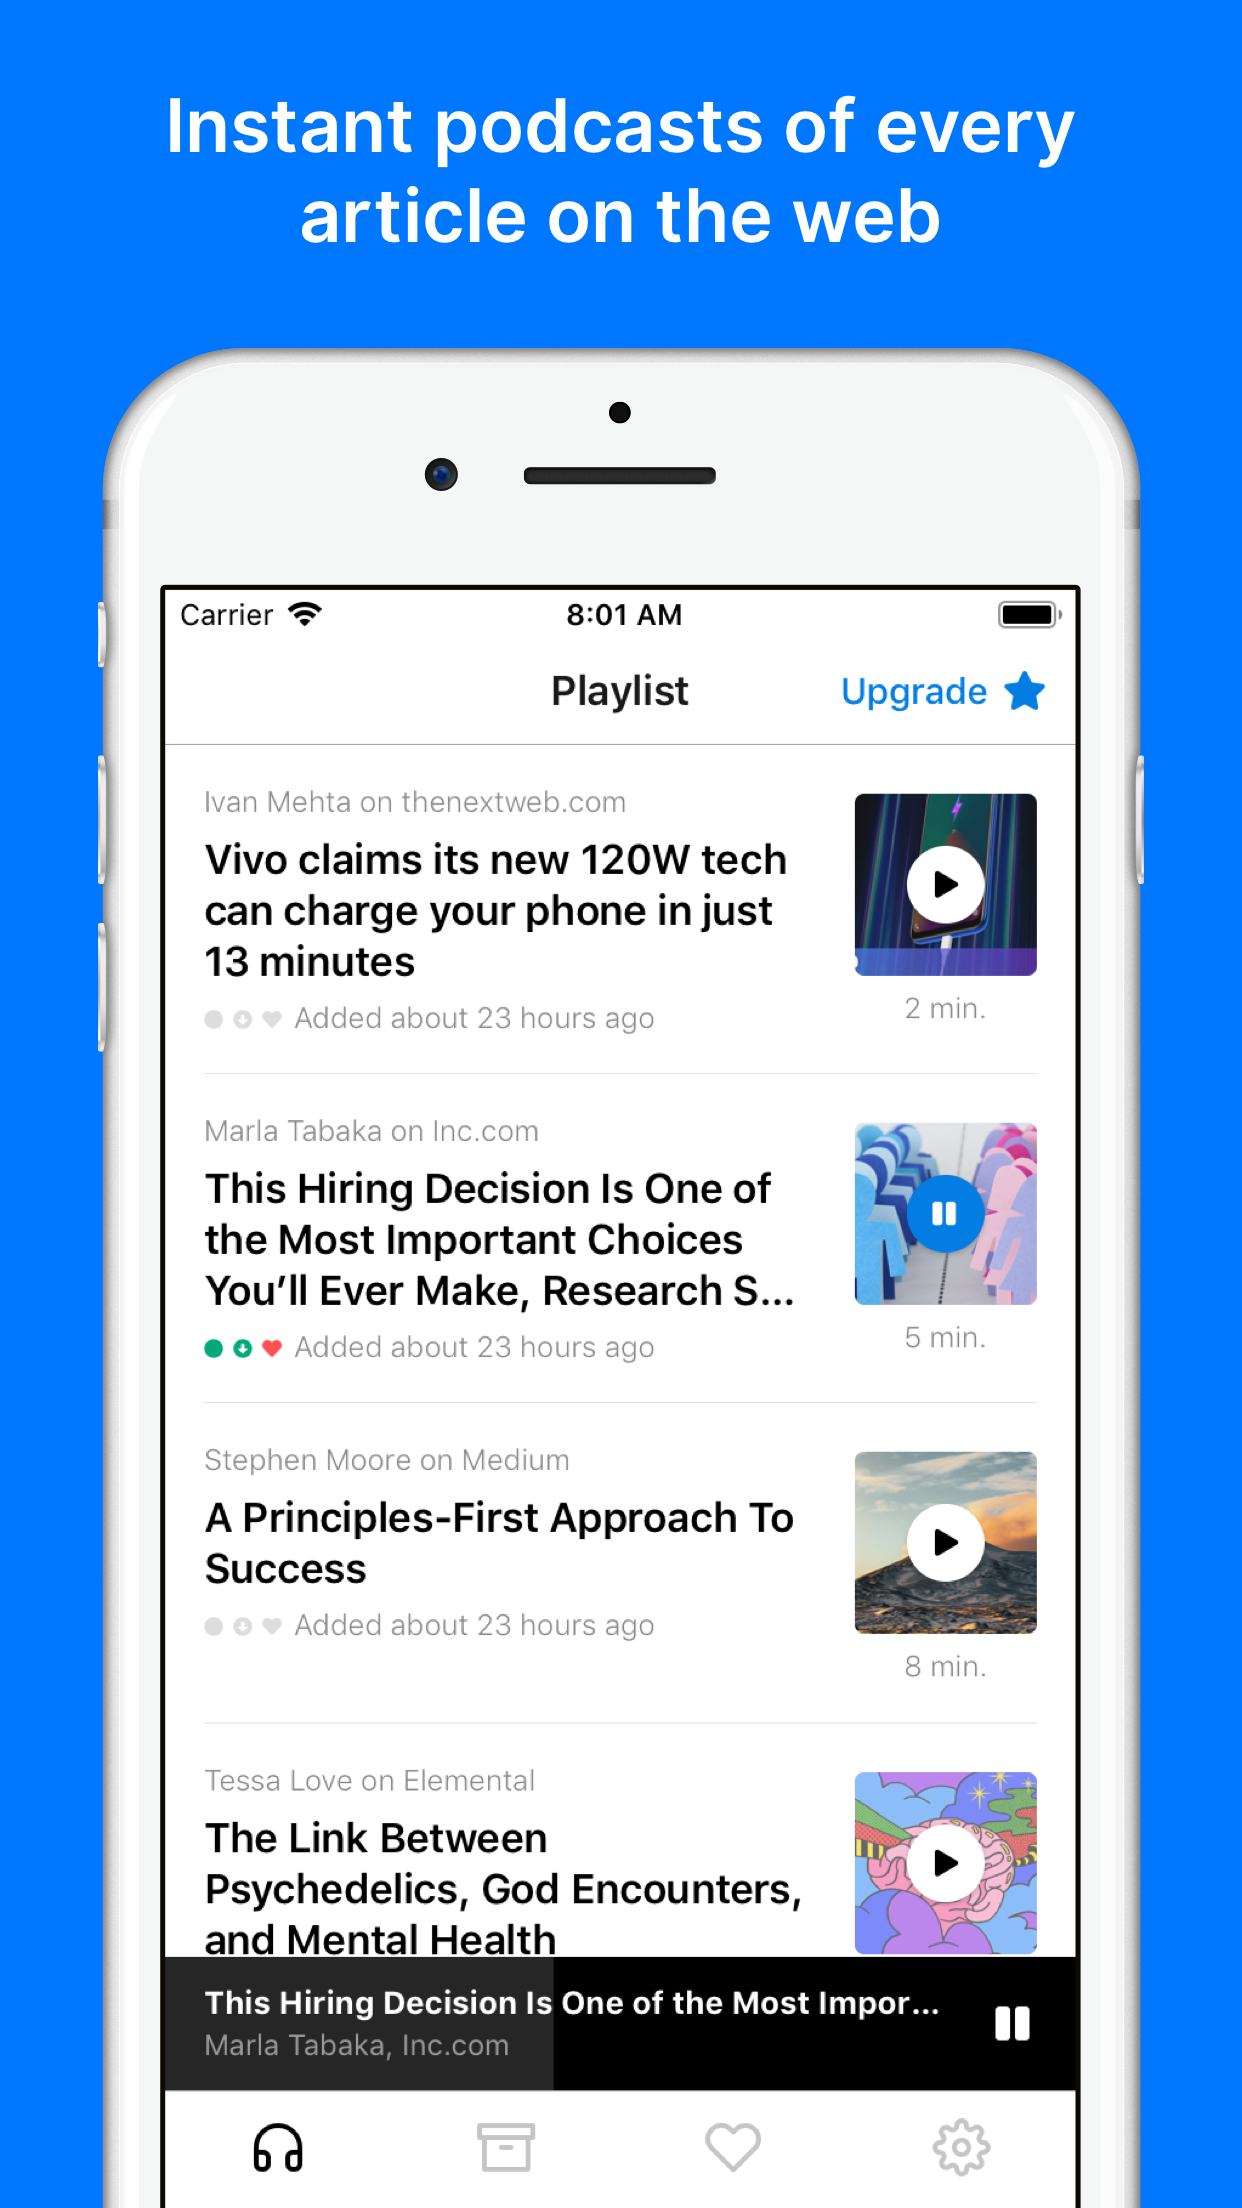 Instant podcasts of every
article on the web
Carrier
8:01 AM
Playlist
Upgrade
Ivan Mehta on thenextweb.com
Vivo claims its new 120W tech
can charge your phone in just
13 minutes
Added about 23 hours ago
2 min.
Marla Tabaka on Inc.com
This Hiring Decision Is One of
the Most Important Choices
You’ll Ever Make, Research S...
Added about 23 hours ago
5 min.
Stephen Moore on Medium
A Principles-First Approach To
Success
Added about 23 hours ago
8 min.
Tessa Love on Elemental
The Link Between
Psychedelics, God Encounters,
and Mental Health
This Hiring Decision Is One of the Most Impor...
Marla Tabaka, Inc.com